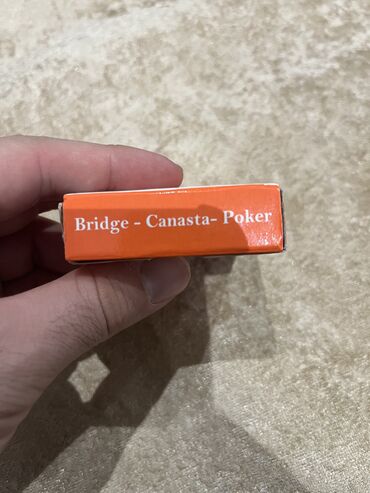 Bridge - Canasta- Poker